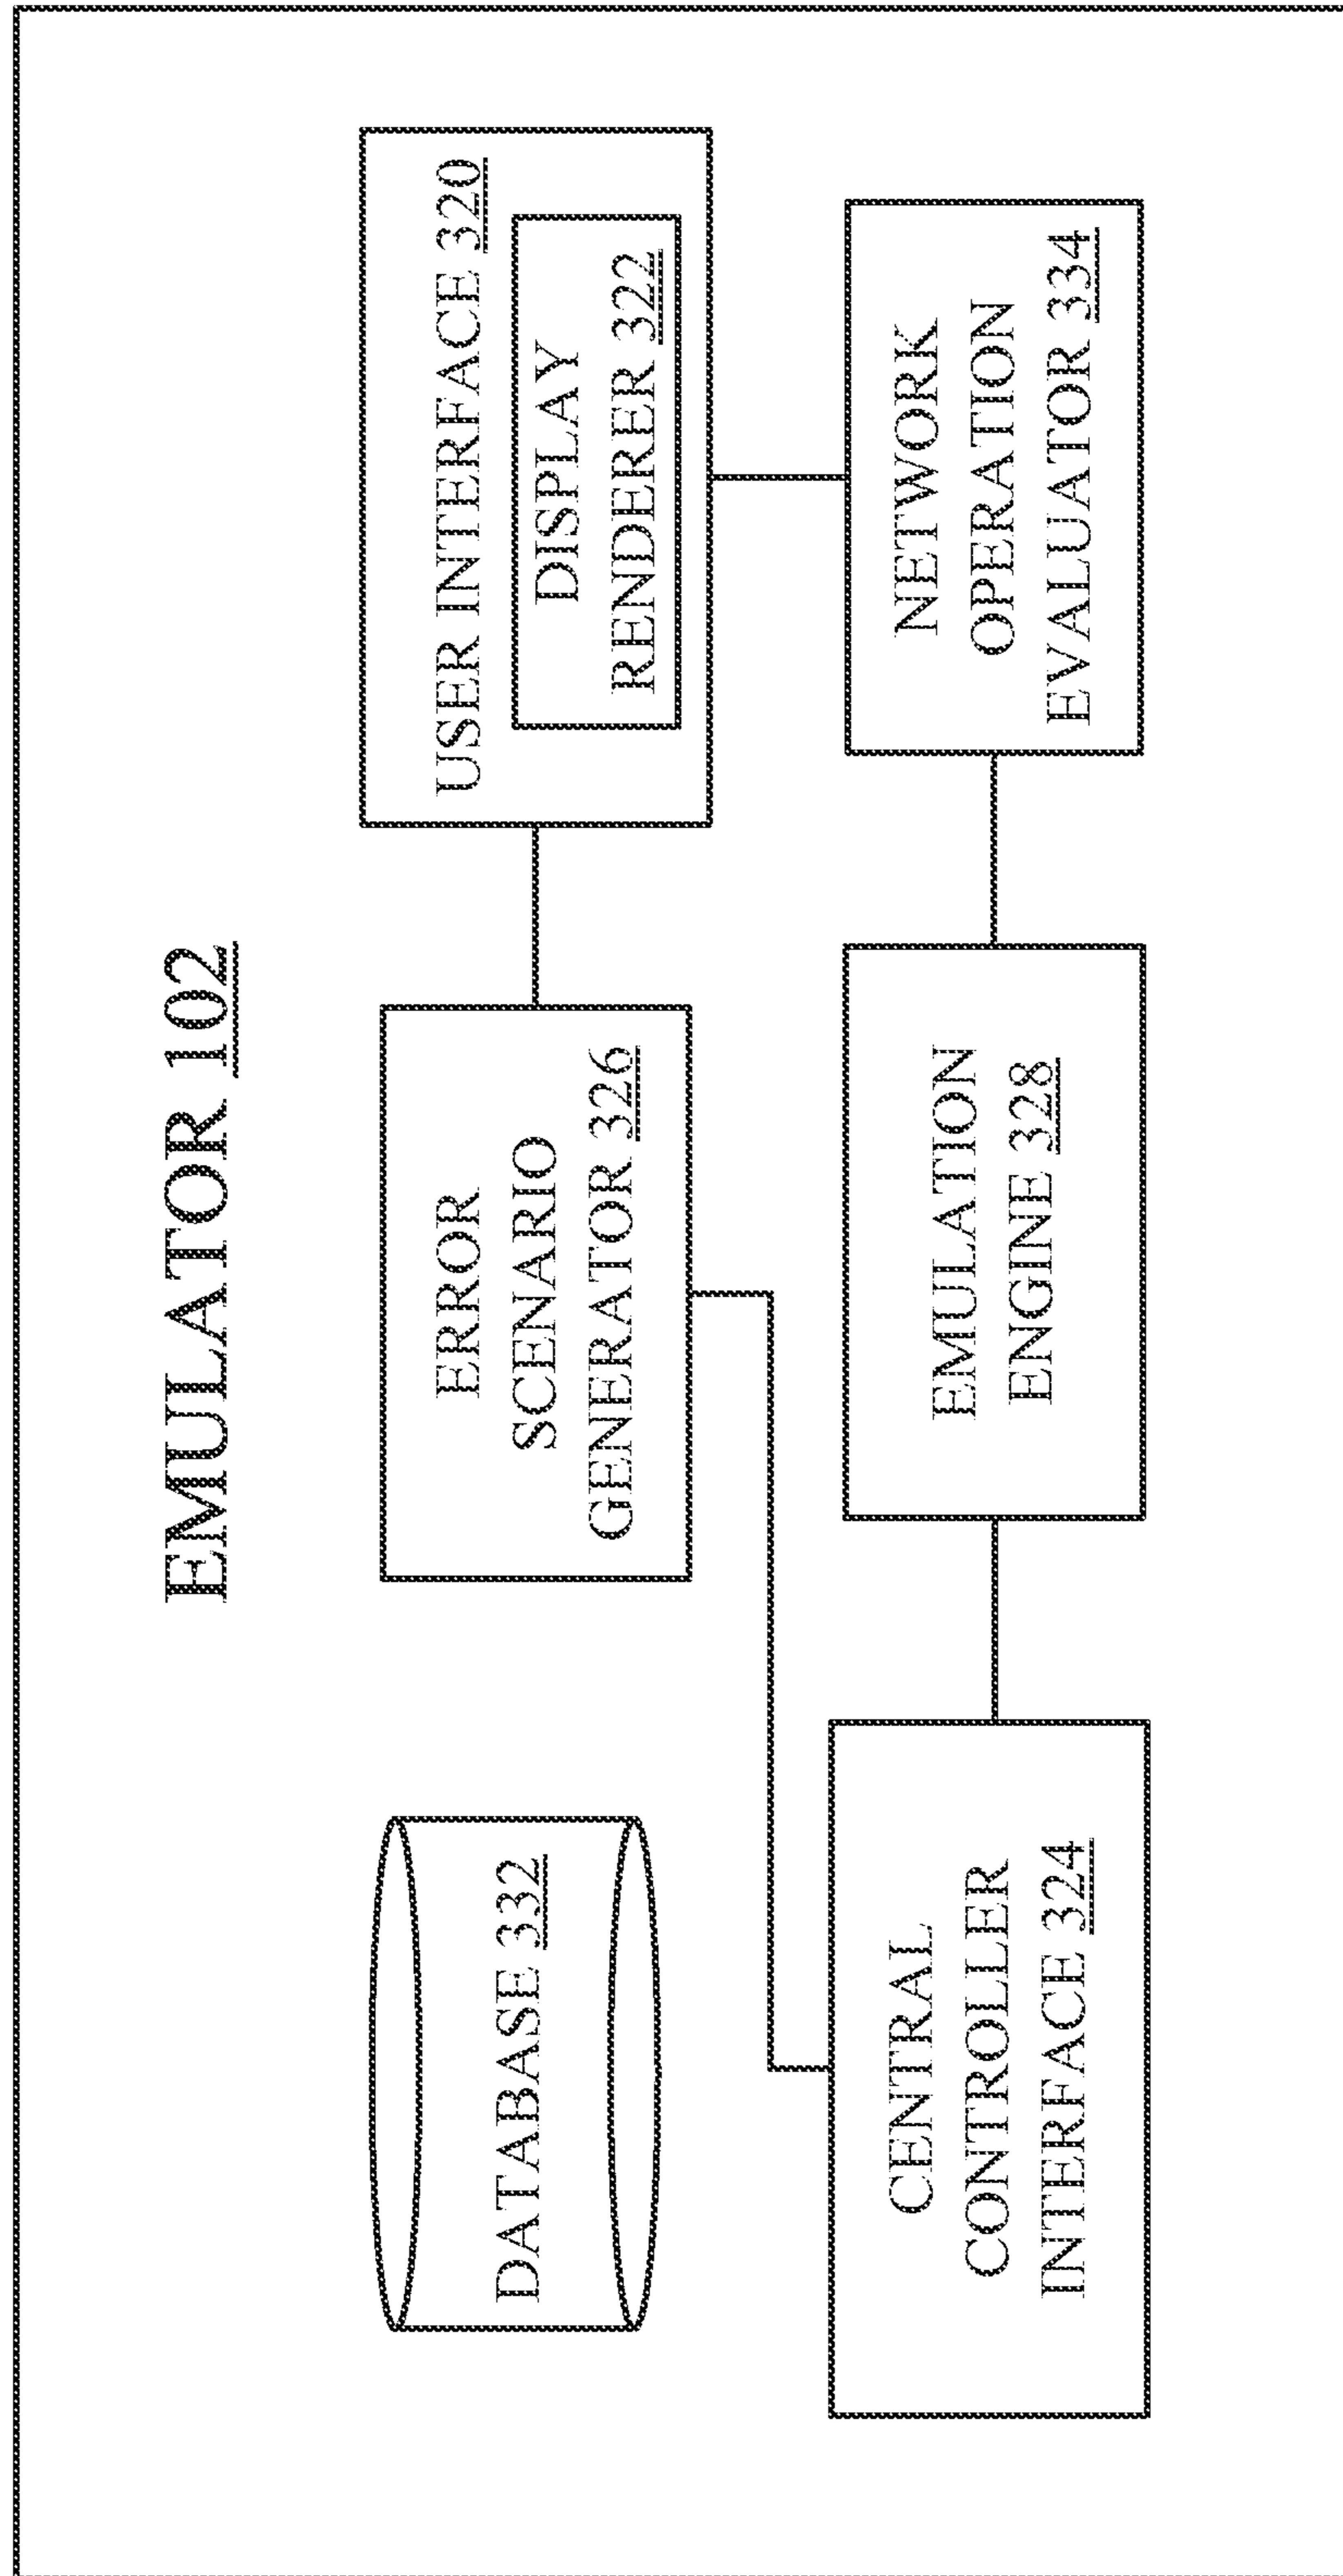 EMULATOR 102
DATABASE 332
ERROR
SCENARIO
GENERATOR 326
USER INTERFACE 320
DISPLAY
RENDERER 322
CENTRAL
CONTROLLER
INTERFACE 324
EMULATION
ENGINE 328
NETWORK
OPERATION
EVALUATOR 334